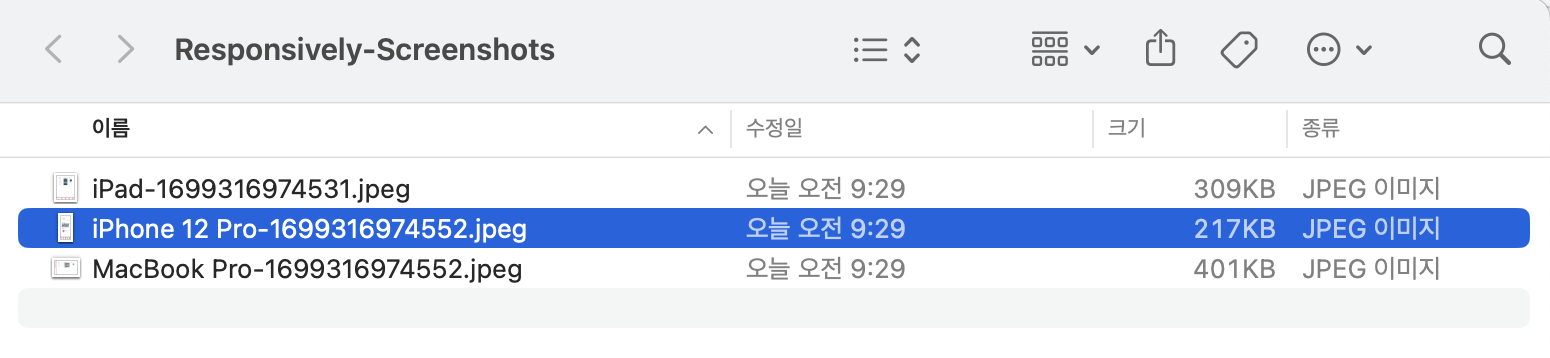 Responsively-Screenshots
이름 수정일 크기 종류
iPad-1699316974531.jpeg 오늘 오전 9:29 309KB JPEG 이미지
iPhone 12 Pro-1699316974552.jpeg 오늘 오전 9:29 217KB JPEG 이미지
MacBook Pro-1699316974552.jpeg 오늘 오전 9:29 401KB JPEG 이미지